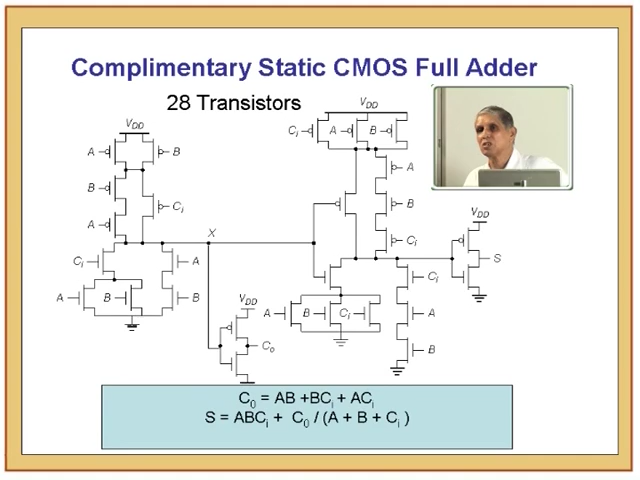 Complimentary Static CMOS Full Adder
28 Transistors
VDD
VDD
Ci A B
A B
A
B
B
Ci
A
VDD
X
Ci
Ci A
Ci
S
A B B
VDD
A B Ci
A
Co
B
C0 = AB +BCi + ACi
S = ABCi + C0 / (A + B + Ci )